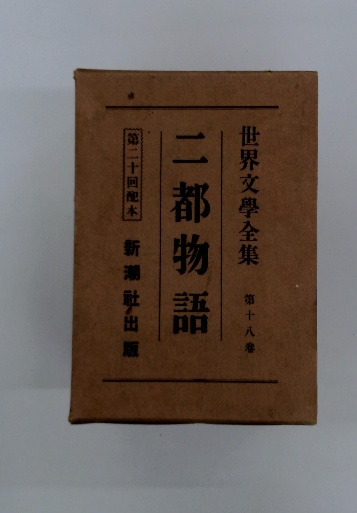 世界文學全集 第十八卷
二都物語
第二十回配本
新潮社出版